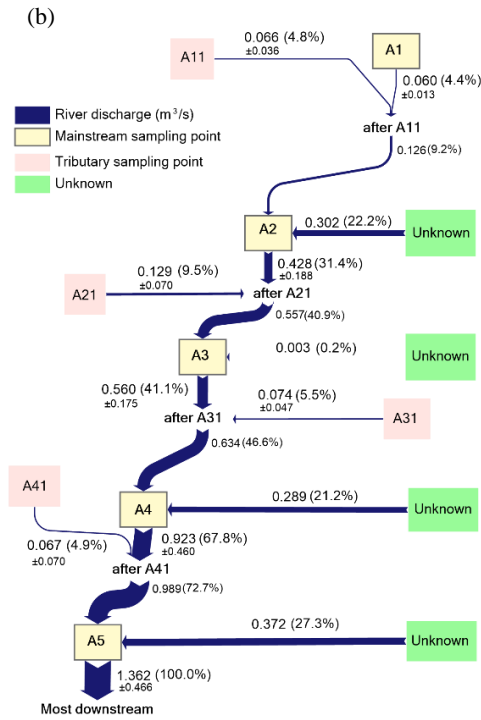 (b)
0.066 (4.8%)
±0.036
A11
A1
0.060 (4.4%)
±0.013
River discharge (m³/s)
Mainstream sampling point
Tributary sampling point
Unknown
after A11
0.126(9.2%)
A2
0.302 (22.2%)
Unknown
0.428 (31.4%)
±0.188
0.129 (9.5%)
±0.070
A21
after A21
0.557(40.9%)
A3
0.003 (0.2%)
Unknown
0.560 (41.1%)
±0.175
0.074 (5.5%)
±0.047
after A31
A31
0.634(46.6%)
A41
A4
0.289 (21.2%)
Unknown
0.067 (4.9%)
±0.070
0.923 (67.8%)
±0.460
after A41
0.989(72.7%)
A5
0.372 (27.3%)
Unknown
1.362 (100.0%)
±0.466
Most downstream